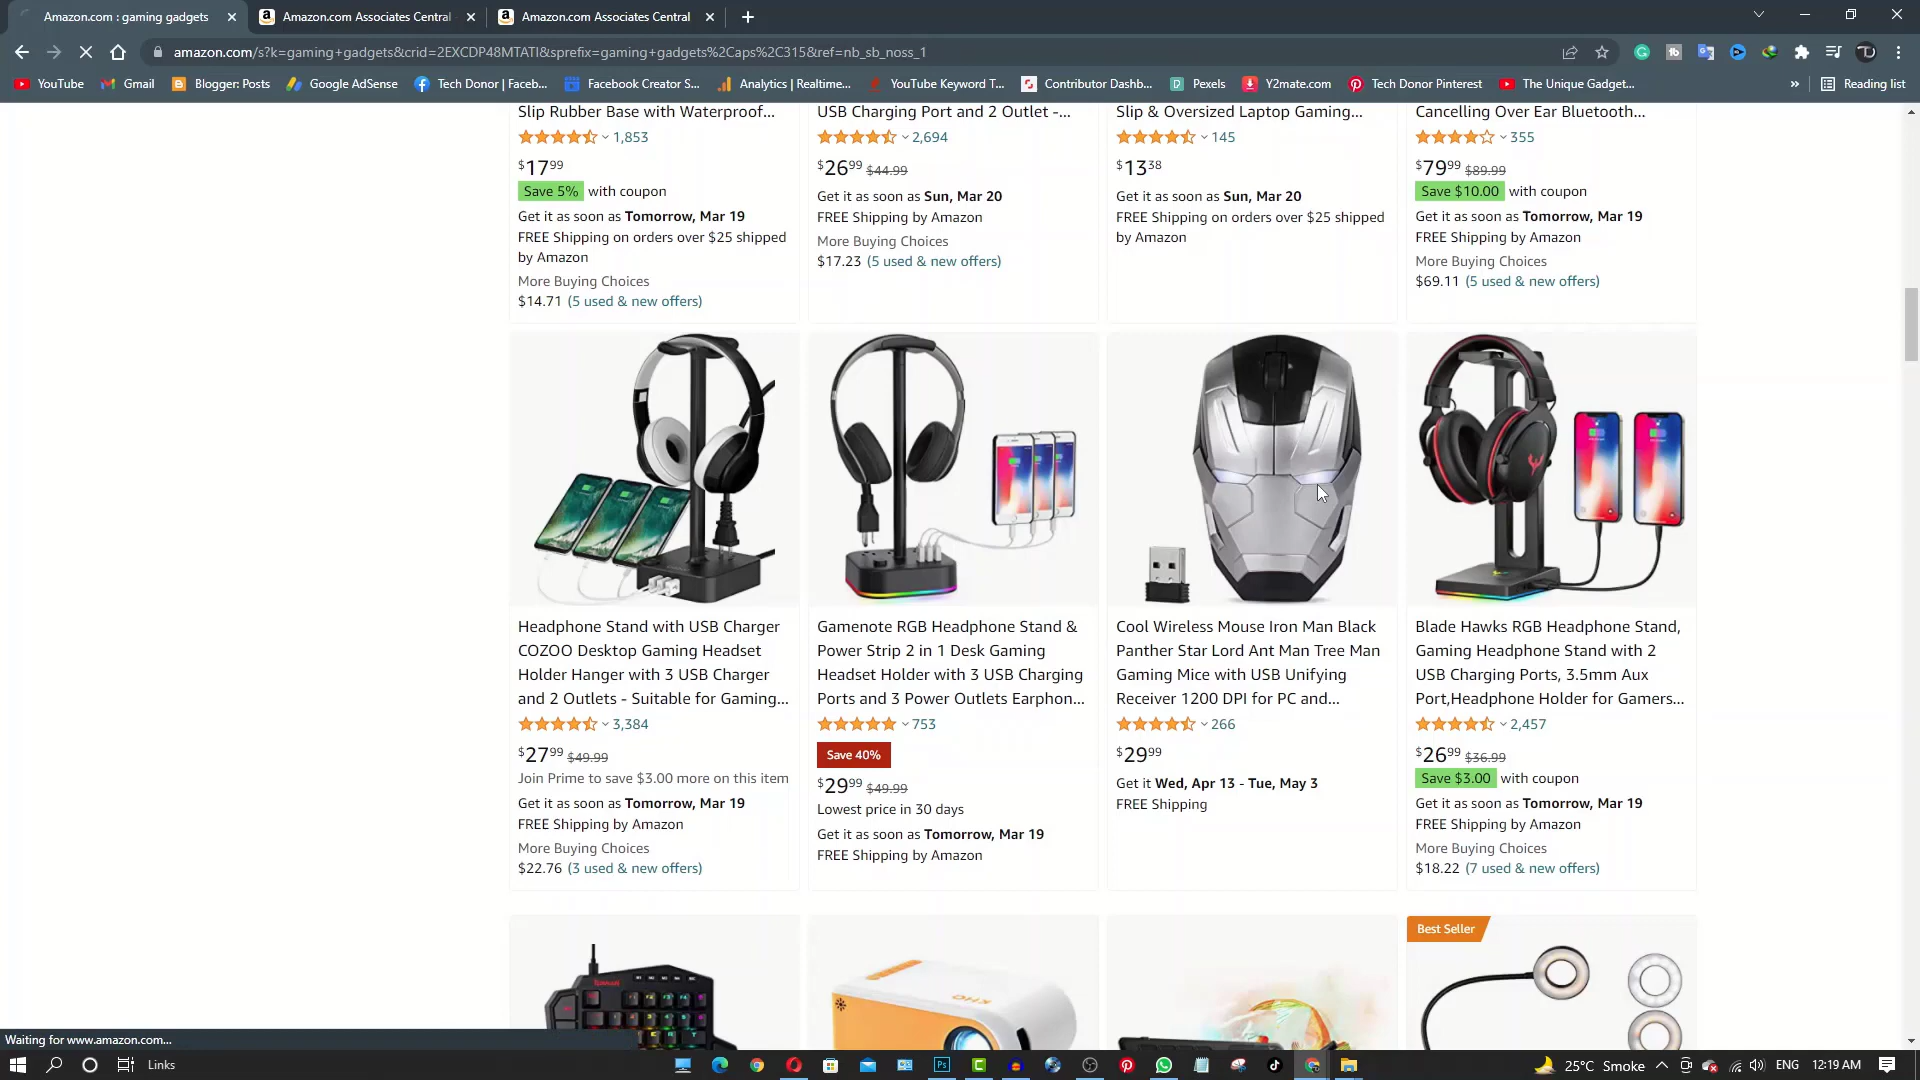 Amazon.com : gaming gadgets
Amazon.com Associates Central
Amazon.com Associates Central
amazon.com/s?k=gaming+gadgets&crid=2EXCDP48MTATI&sprefix=gaming+gadgets%2Caps%2C315&ref=nb_sb_noss_1
YouTube
Gmail
Blogger: Posts
Google AdSense
Tech Donor | Faceb...
Facebook Creator S...
Analytics | Realtime...
YouTube Keyword T...
Contributor Dashb...
Pexels
Y2mate.com
Tech Donor Pinterest
The Unique Gadget...
»
Reading list
Slip Rubber Base with Waterproof...
1,853
$17.99
Save 5% with coupon
Get it as soon as Tomorrow, Mar 19
FREE Shipping on orders over $25 shipped
by Amazon
More Buying Choices
$14.71 (5 used & new offers)
USB Charging Port and 2 Outlet -...
2,694
$26.99 $44.99
Get it as soon as Sun, Mar 20
FREE Shipping by Amazon
More Buying Choices
$17.23 (5 used & new offers)
Slip & Oversized Laptop Gaming...
145
$13.38
Get it as soon as Sun, Mar 20
FREE Shipping on orders over $25 shipped
by Amazon
Cancelling Over Ear Bluetooth...
355
$79.99 $89.99
Save $10.00 with coupon
Get it as soon as Tomorrow, Mar 19
FREE Shipping by Amazon
More Buying Choices
$69.11 (5 used & new offers)
Headphone Stand with USB Charger
COZOO Desktop Gaming Headset
Holder Hanger with 3 USB Charger
and 2 Outlets - Suitable for Gaming...
3,384
$27.99 $49.99
Join Prime to save $3.00 more on this item
Get it as soon as Tomorrow, Mar 19
FREE Shipping by Amazon
More Buying Choices
$22.76 (3 used & new offers)
Gamenote RGB Headphone Stand &
Power Strip 2 in 1 Desk Gaming
Headset Holder with 3 USB Charging
Ports and 3 Power Outlets Earphon...
753
Save 40%
$29.99 $49.99
Lowest price in 30 days
Get it as soon as Tomorrow, Mar 19
FREE Shipping by Amazon
Cool Wireless Mouse Iron Man Black
Panther Star Lord Ant Man Tree Man
Gaming Mice with USB Unifying
Receiver 1200 DPI for PC and...
266
$29.99
Get it Wed, Apr 13 - Tue, May 3
FREE Shipping
Blade Hawks RGB Headphone Stand,
Gaming Headphone Stand with 2
USB Charging Ports, 3.5mm Aux
Port,Headphone Holder for Gamers...
2,457
$26.99 $36.99
Save $3.00 with coupon
Get it as soon as Tomorrow, Mar 19
FREE Shipping by Amazon
More Buying Choices
$18.22 (7 used & new offers)
Best Seller
Waiting for www.amazon.com...
Links
25°C Smoke
ENG
12:19 AM